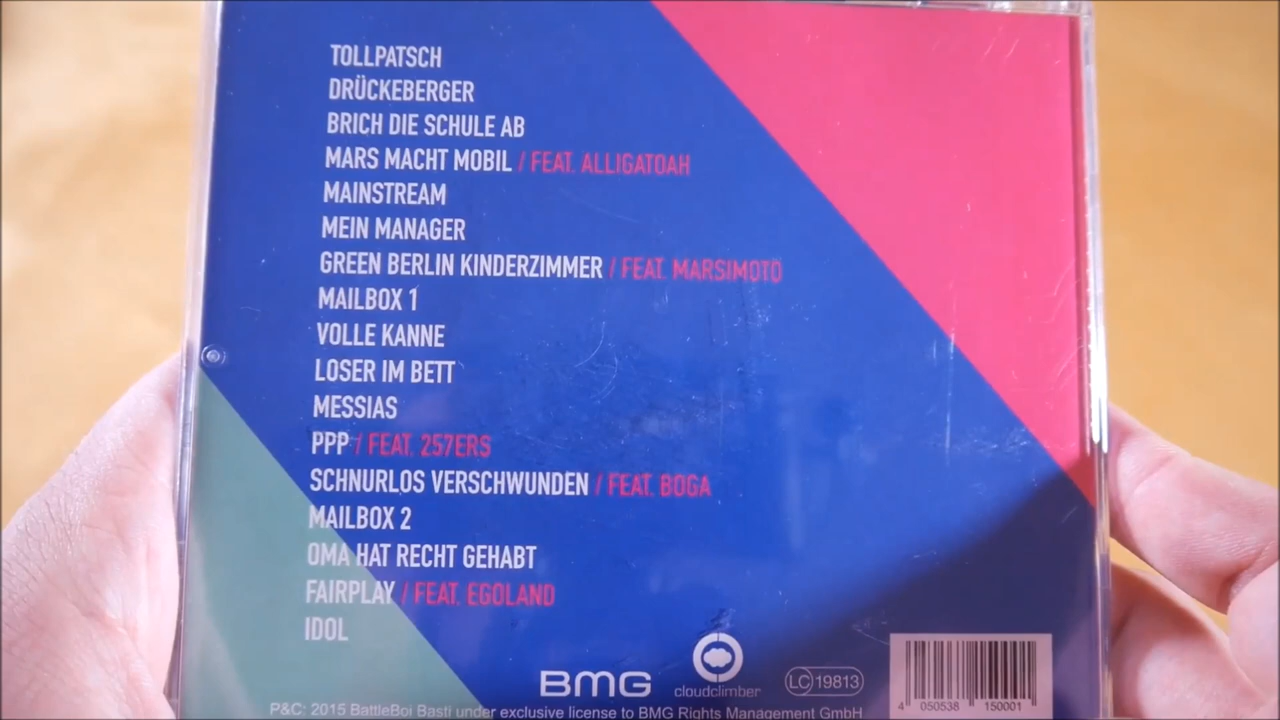 TOLLPATSCH
DRÜCKEBERGER
BRICH DIE SCHULE AB
MARS MACHT MOBIL / FEAT. ALLIGATOAH
MAINSTREAM
MEIN MANAGER
GREEN BERLIN KINDERZIMMER / FEAT. MARSIMOTO
MAILBOX 1
VOLLE KANNE
LOSER IM BETT
MESSIAS
PPP / FEAT. 257ERS
SCHNURLOS VERSCHWUNDEN / FEAT. BOGA
MAILBOX 2
OMA HAT RECHT GEHABT
FAIRPLAY / FEAT. EGOLAND
IDOL
BMG cloudclimber LC 19813
4 050538 150001
P&C: 2015 BattleBoi Basti under exclusive license to BMG Rights Management GmbH